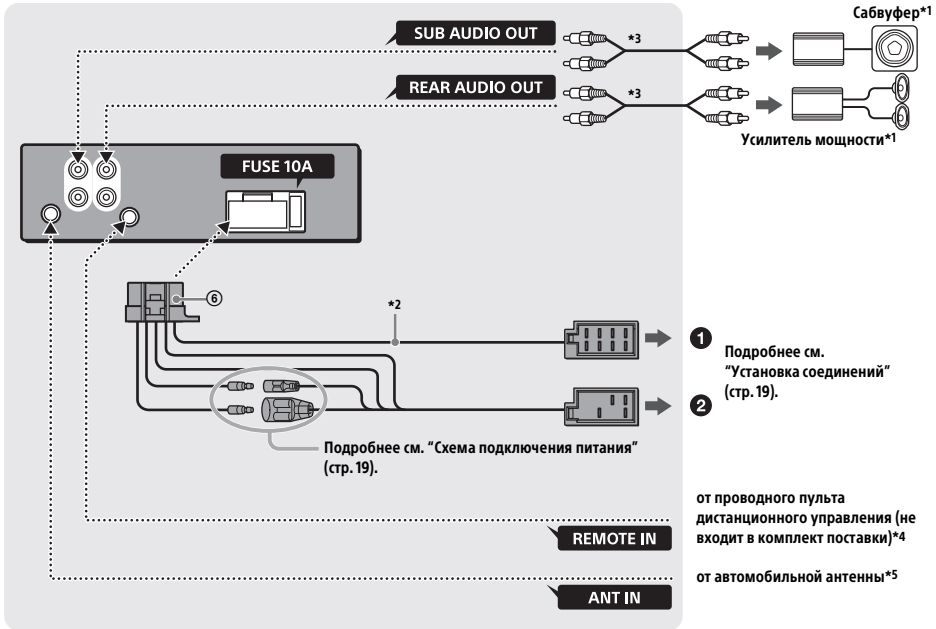 Сабвуфер*1
SUB AUDIO OUT
*3
REAR AUDIO OUT
*3
Усилитель мощности*1
FUSE 10A
⑥
*2
❶
Подробнее см.
"Установка соединений"
(стр. 19).
❷
Подробнее см. "Схема подключения питания"
(стр. 19).
от проводного пульта
дистанционного управления (не
входит в комплект поставки)*4
REMOTE IN
от автомобильной антенны*5
ANT IN